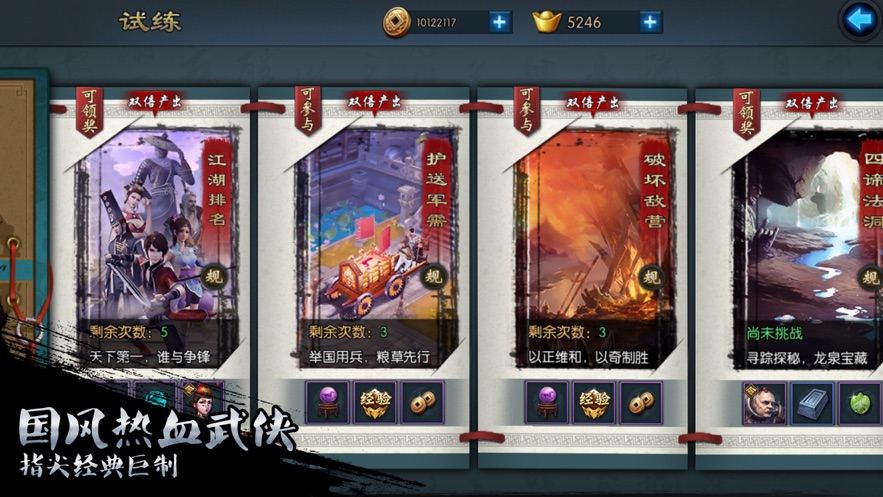 试练
10122117
5246
可领奖
双倍产出
江湖排名
规
剩余次数：5
天下第一，谁与争锋
可参与
双倍产出
护送军需
规
剩余次数：3
举国用兵，粮草先行
经验
可参与
双倍产出
破坏敌营
规
剩余次数：3
以正维和，以奇制胜
经验
可领奖
双倍产出
四谛法洞
规
尚未挑战
寻踪探秘，龙泉宝藏
国风热血武侠
指尖经典巨制